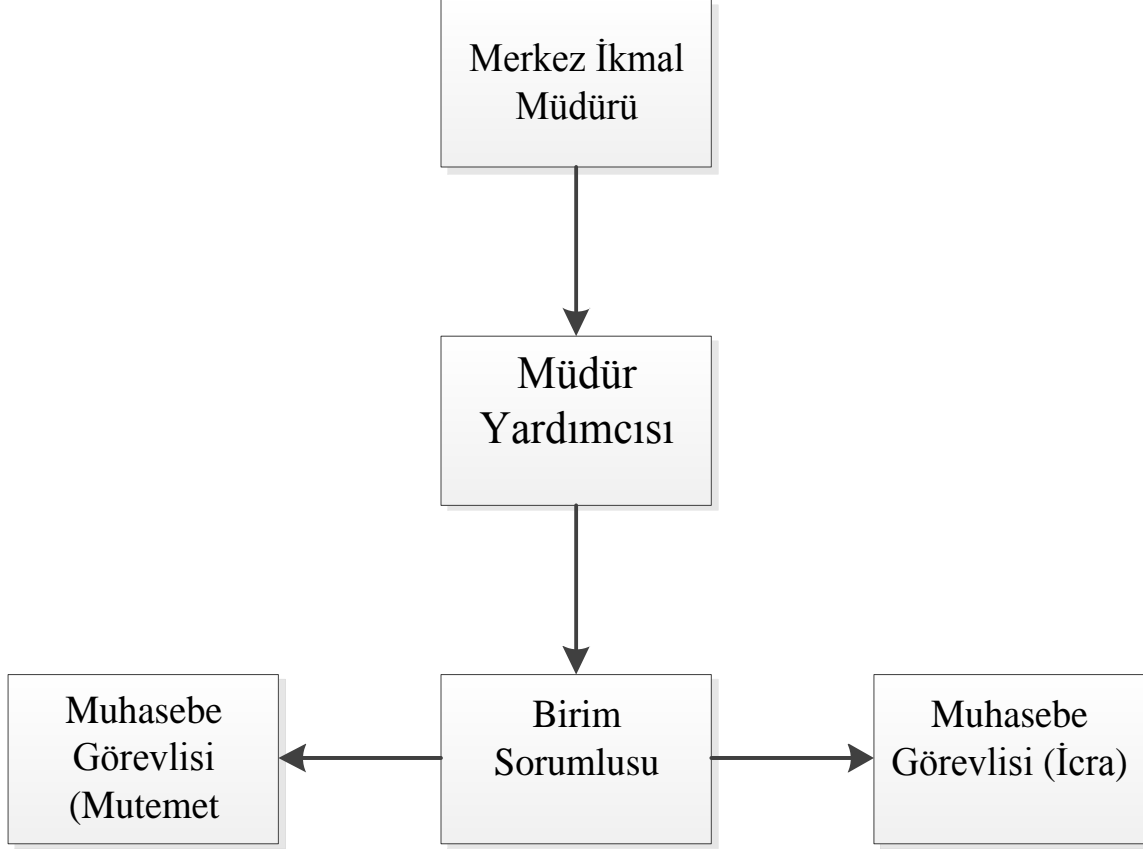 Merkez İkmal
Müdürü
Müdür
Yardımcısı
Muhasebe
Görevlisi
(Mutemet
Birim
Sorumlusu
Muhasebe
Görevlisi (İcra)